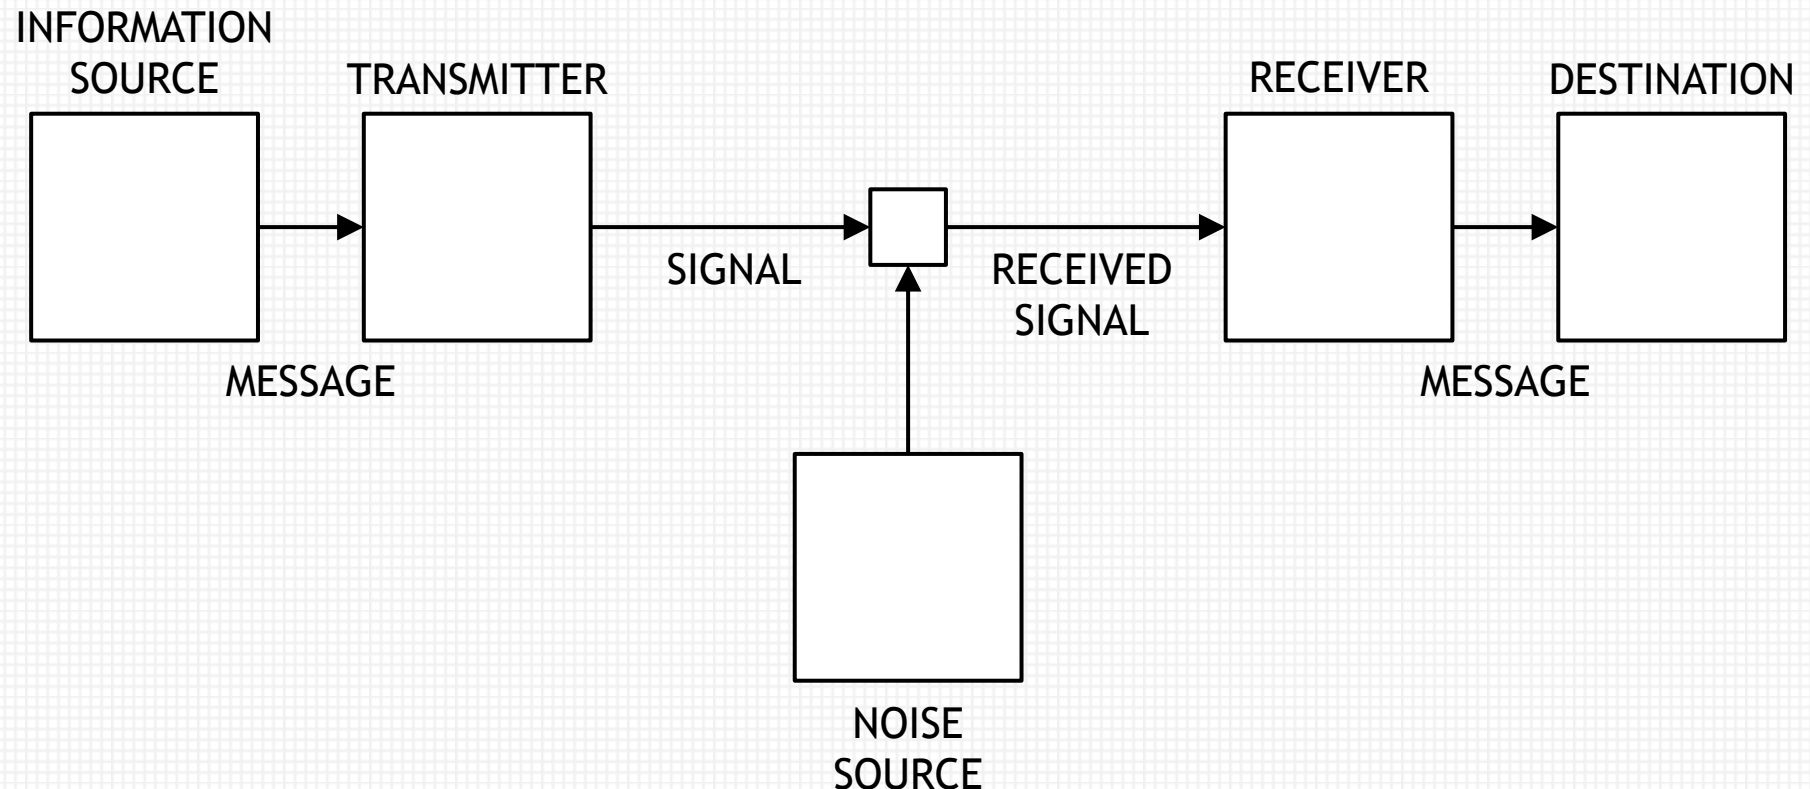 INFORMATION
SOURCE
TRANSMITTER
RECEIVER
DESTINATION
SIGNAL
RECEIVED
SIGNAL
MESSAGE
MESSAGE
NOISE
SOURCE